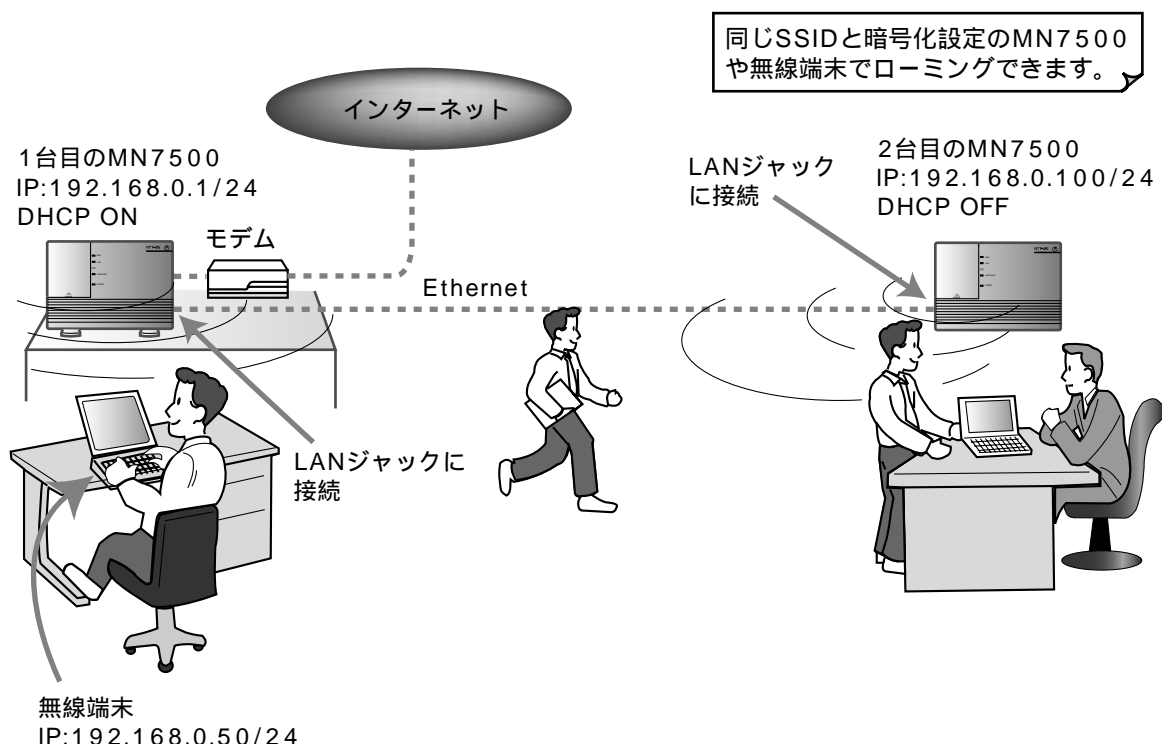 同じSSIDと暗号化設定のMN7500
や無線端末でローミングできます。
インターネット
1台目のMN7500
IP:192.168.0.1/24
DHCP ON
モデム
LANジャック
に接続
2台目のMN7500
IP:192.168.0.100/24
DHCP OFF
Ethernet
LANジャックに
接続
無線端末
IP:192.168.0.50/24